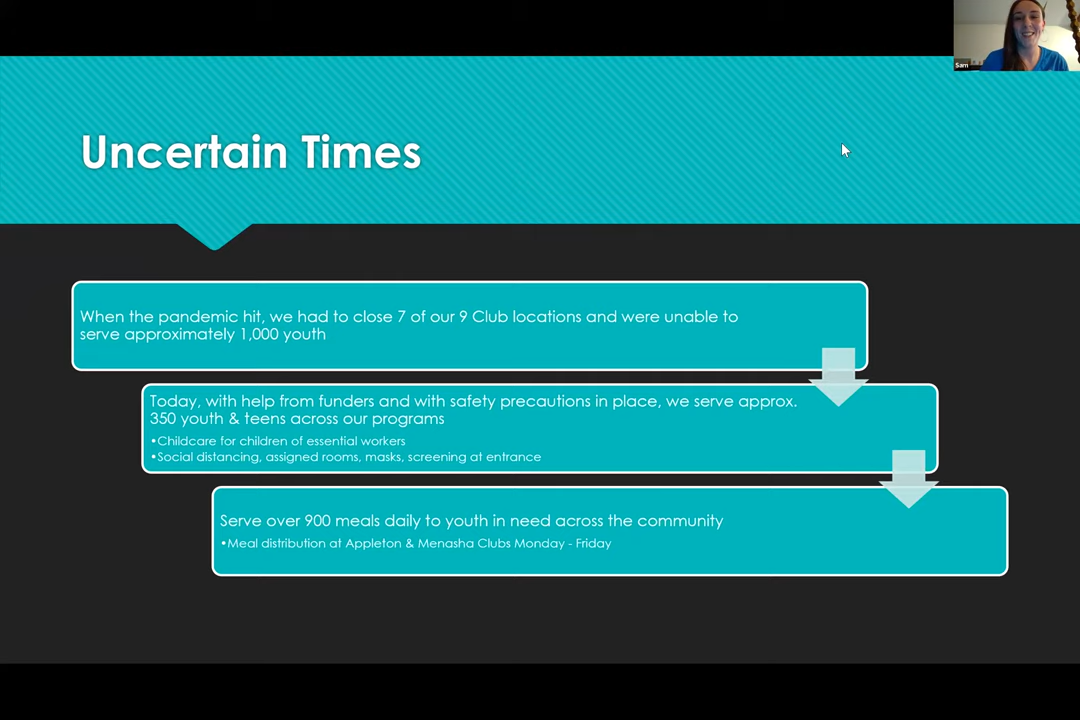 Sam
Uncertain Times
When the pandemic hit, we had to close 7 of our 9 Club locations and were unable to
serve approximately 1,000 youth
Today, with help from funders and with safety precautions in place, we serve approx.
350 youth & teens across our programs
•Childcare for children of essential workers
•Social distancing, assigned rooms, masks, screening at entrance
Serve over 900 meals daily to youth in need across the community
•Meal distribution at Appleton & Menasha Clubs Monday - Friday